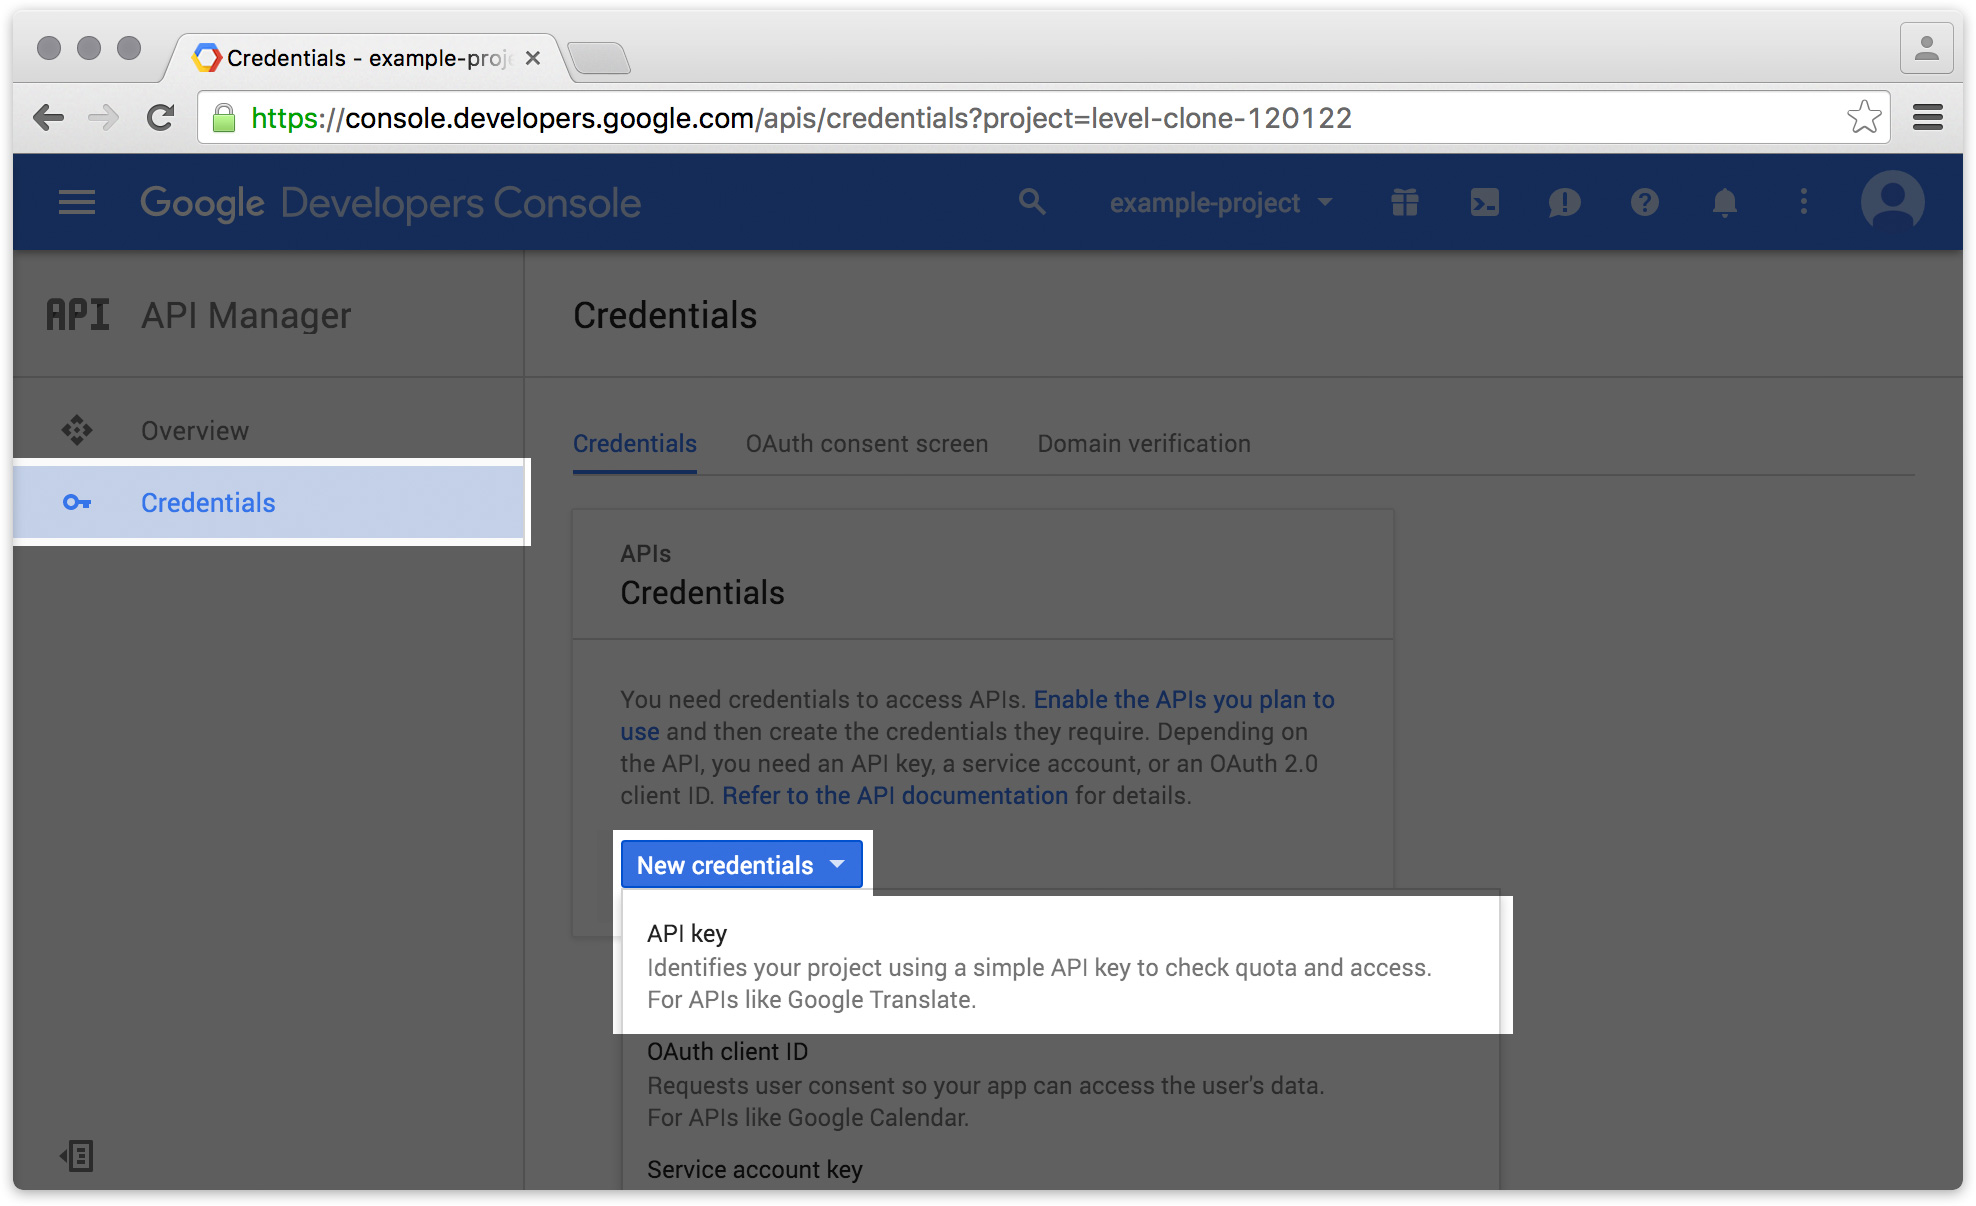 Credentials - example-proj
https://console.developers.google.com/apis/credentials?project=level-clone-120122
Google Developers Console
example-project
API API Manager
Credentials
Overview
Credentials
Credentials OAuth consent screen Domain verification
APIs
Credentials
You need credentials to access APIs. Enable the APIs you plan to
use and then create the credentials they require. Depending on
the API, you need an API key, a service account, or an OAuth 2.0
client ID. Refer to the API documentation for details.
New credentials
API key
Identifies your project using a simple API key to check quota and access.
For APIs like Google Translate.
OAuth client ID
Requests user consent so your app can access the user's data.
For APIs like Google Calendar.
Service account key